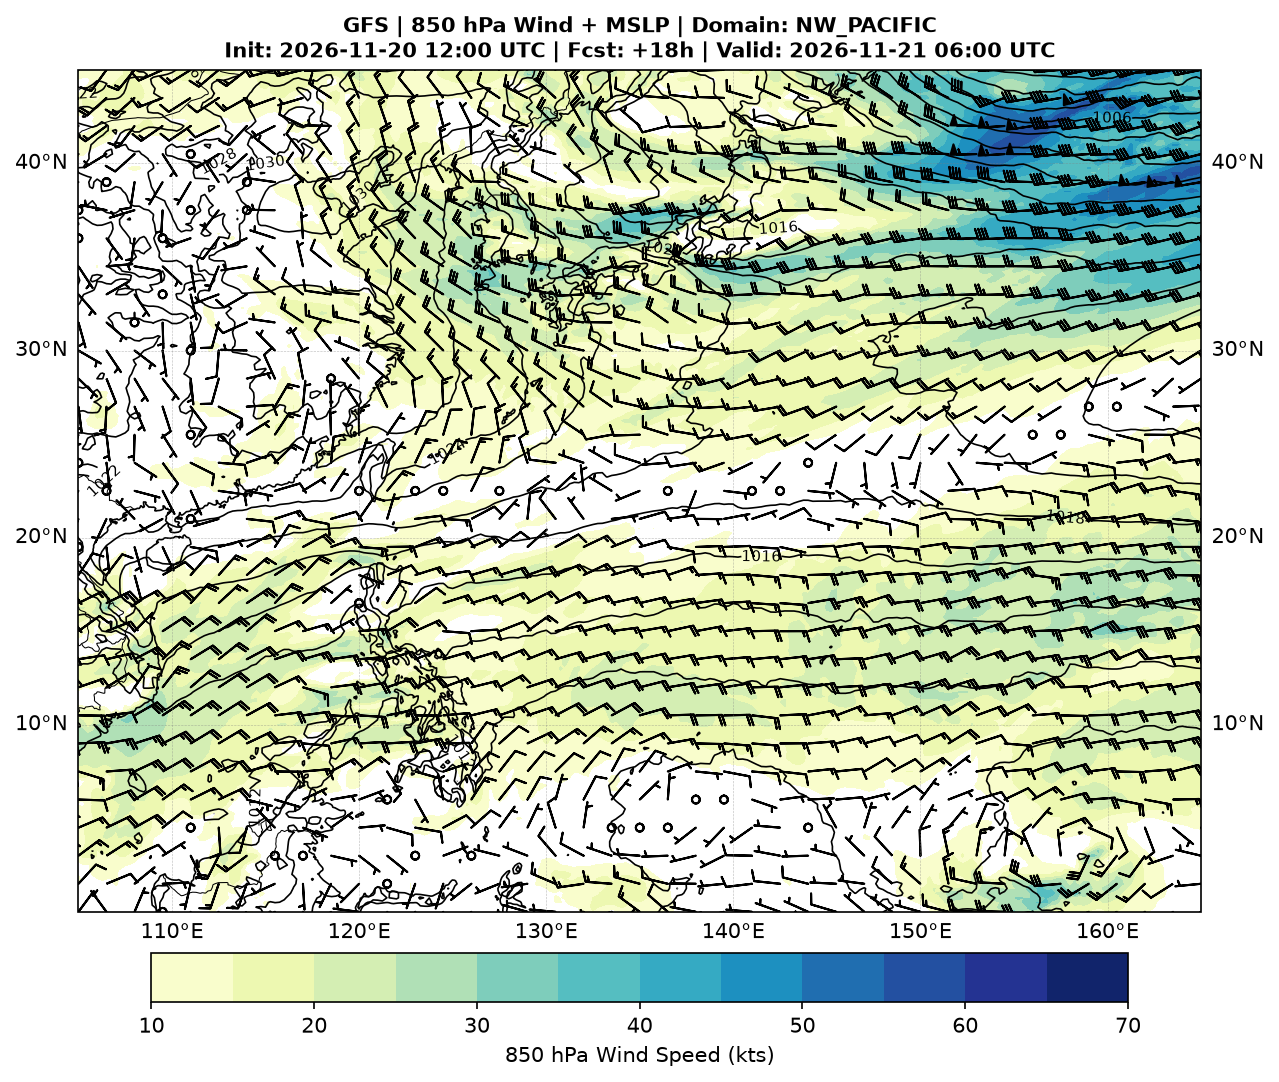 GFS | 850 hPa Wind + MSLP | Domain: NW_PACIFIC
Init: 2026-11-20 12:00 UTC | Fcst: +18h | Valid: 2026-11-21 06:00 UTC
1006
1028
1030
40°N
40°N
1016
30°N
30°N
1012
1018
20°N
20°N
1016
10°N
10°N
110°E
120°E
130°E
140°E
150°E
160°E
10
20
30
40
50
60
70
850 hPa Wind Speed (kts)